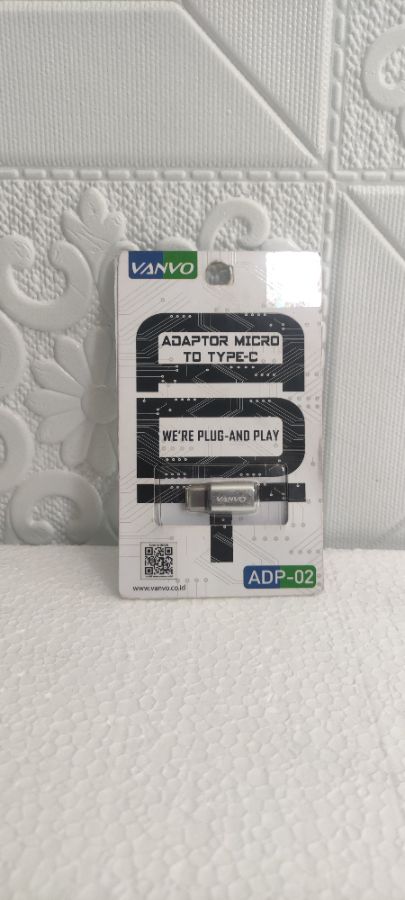 VANVO
ADAPTOR MICRO
TO TYPE-C
WE'RE PLUG-AND PLAY
VANVO
www.vanvo.co.id
ADP-02